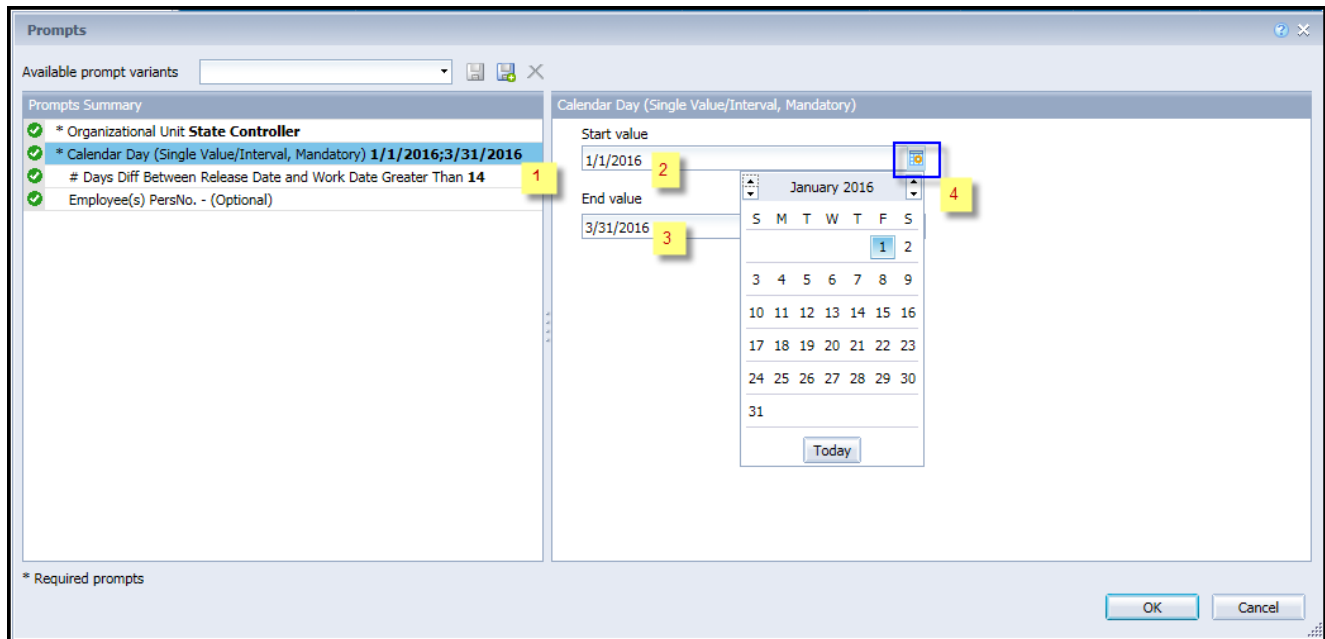 Prompts
Available prompt variants
Prompts Summary
* Organizational Unit State Controller
* Calendar Day (Single Value/Interval, Mandatory) 1/1/2016;3/31/2016
# Days Diff Between Release Date and Work Date Greater Than 14
1
Employee(s) PersNo. - (Optional)
Calendar Day (Single Value/Interval, Mandatory)
Start value
1/1/2016
2
4
End value
3/31/2016
3
January 2016
S M T W T F S
1 2
3 4 5 6 7 8 9
10 11 12 13 14 15 16
17 18 19 20 21 22 23
24 25 26 27 28 29 30
31
Today
* Required prompts
OK Cancel